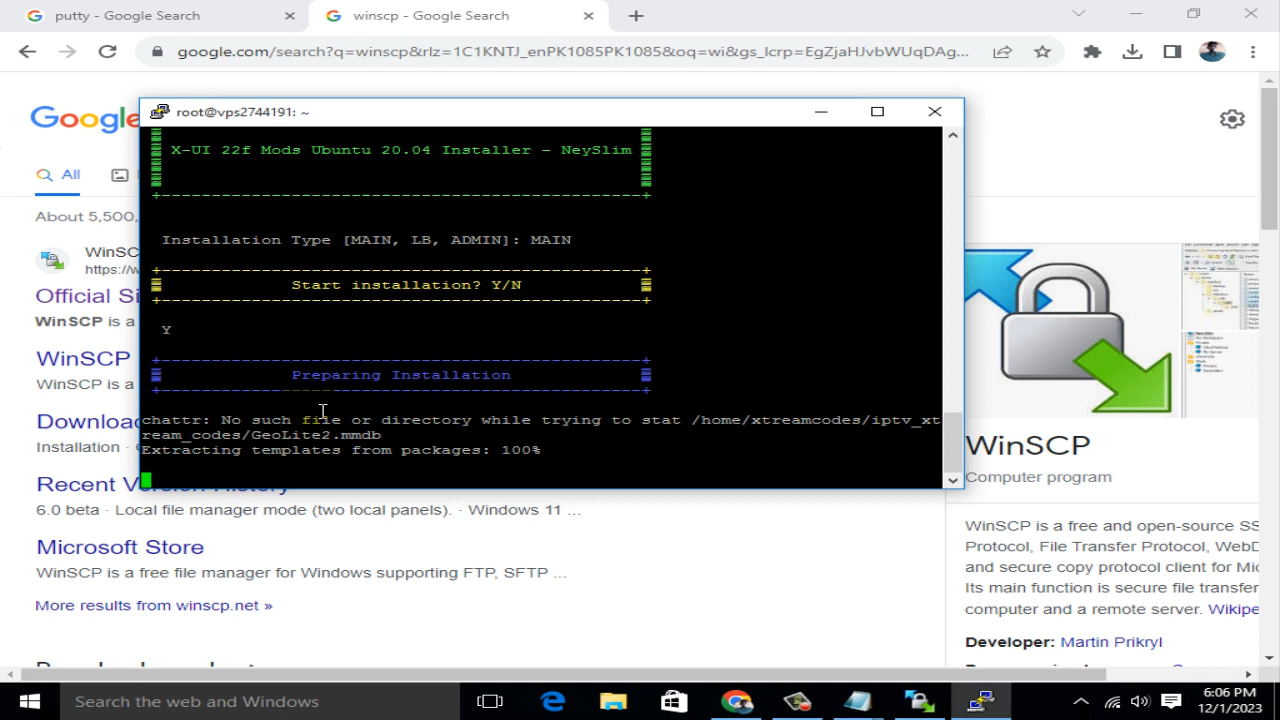 putty - Google Search
winscp - Google Search
google.com/search?q=winscp&rlz=1C1KNTJ_enPK1085PK1085&oq=wi&gs_lcrp=EgZjaHJvbWUqDAg...
Goog
root@vps2744191: ~
X-UI 22f Mods Ubuntu 20.04 Installer - NeySlim
All
About 5,500,
Installation Type [MAIN, LB, ADMIN]: MAIN
WinSC
https://w
Start installation? Y/N
Official Si
WinSCP is a
Y
WinSCP
WinSCP is a
Preparing Installation
chattr: No such file or directory while trying to stat /home/xtreamcodes/iptv_xt
ream_codes/GeoLite2.mmdb
Extracting templates from packages: 100%
Downloa
Installation ·
WinSCP
Computer program
Recent Version History
6.0 beta · Local file manager mode (two local panels). · Windows 11 ...
Microsoft Store
WinSCP is a free file manager for Windows supporting FTP, SFTP ...
More results from winscp.net »
WinSCP is a free and open-source SS
Protocol, File Transfer Protocol, WebD
and secure copy protocol client for Mic
Its main function is secure file transfer
computer and a remote server. Wikipe
Developer: Martin Prikryl
Search the web and Windows
6:06 PM
12/1/2023